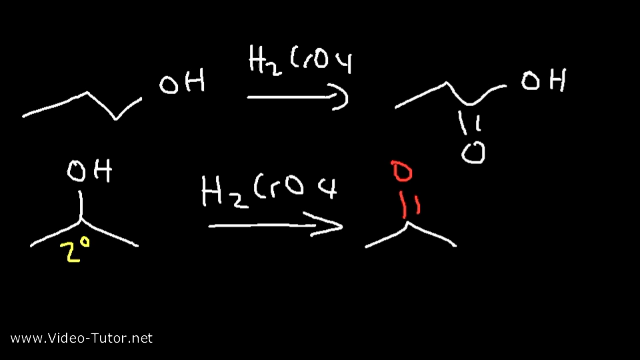 OH H2CrO4 OH
O
OH H2CrO4 O
2°
www.Video-Tutor.net